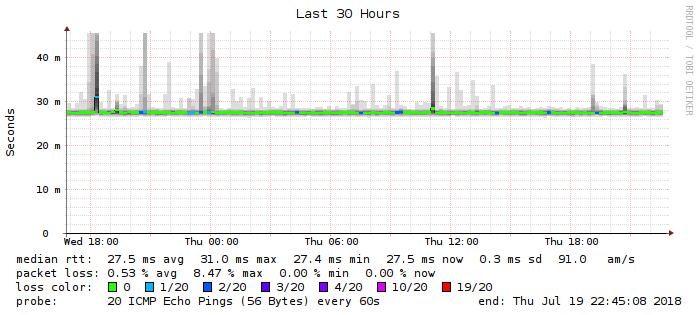 Last 30 Hours
RRDTOOL / TOBI OETIKER
Seconds
40 m
30 m
20 m
10 m
0
Wed 18:00 Thu 00:00 Thu 06:00 Thu 12:00 Thu 18:00
median rtt: 27.5 ms avg 31.0 ms max 27.4 ms min 27.5 ms now 0.3 ms sd 91.0 am/s
packet loss: 0.53 % avg 8.47 % max 0.00 % min 0.00 % now
loss color: 0 1/20 2/20 3/20 4/20 10/20 19/20
probe: 20 ICMP Echo Pings (56 Bytes) every 60s end: Thu Jul 19 22:45:08 2018